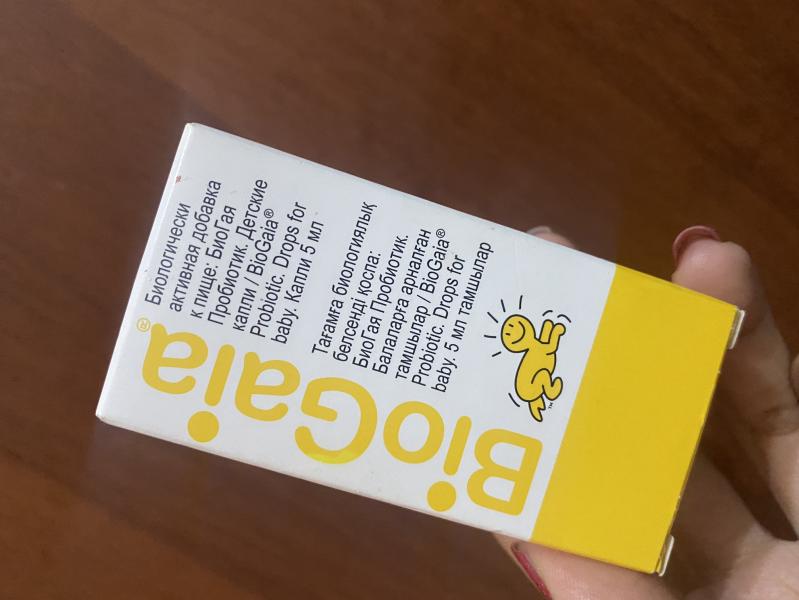 BioGaia®
Биологически
активная добавка
к пище: БиоГая
Пробиотик. Детские
капли / BioGaia®
Probiotic. Drops for
baby. Капли 5 мл
Тағамға биологиялық
белсенді қоспа:
БиоГая Пробиотик.
Балаларға арналған
тамшылар / BioGaia®
Probiotic. Drops for
baby. 5 мл тамшылар
TM